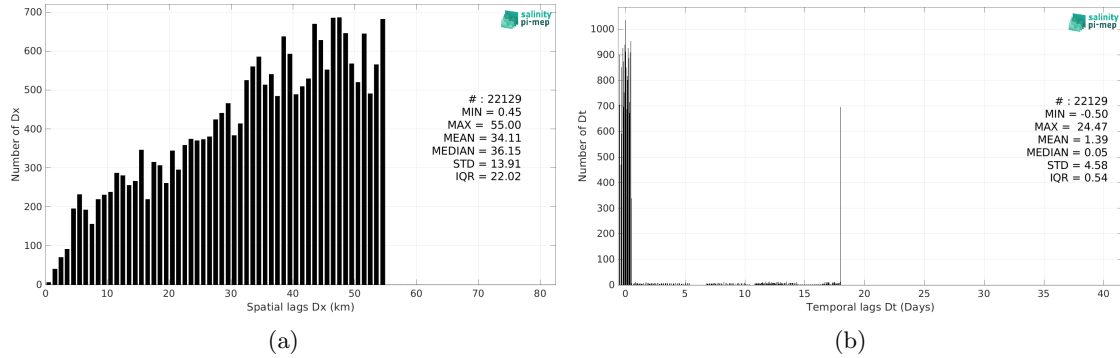 700
600
500
400
300
200
100
0
Number of Dx
0 10 20 30 40 50 60 70 80
Spatial lags Dx (km)
salinity
pi-mep
# : 22129
MIN = 0.45
MAX = 55.00
MEAN = 34.11
MEDIAN = 36.15
STD = 13.91
IQR = 22.02
(a)
1000
900
800
700
600
500
400
300
200
100
0
Number of Dt
0 5 10 15 20 25 30 35 40
Temporal lags Dt (Days)
salinity
pi-mep
# : 22129
MIN = -0.50
MAX = 24.47
MEAN = 1.39
MEDIAN = 0.05
STD = 4.58
IQR = 0.54
(b)